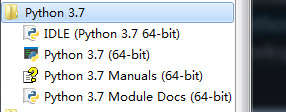 Python 3.7
IDLE (Python 3.7 64-bit)
Python 3.7 (64-bit)
Python 3.7 Manuals (64-bit)
Python 3.7 Module Docs (64-bit)